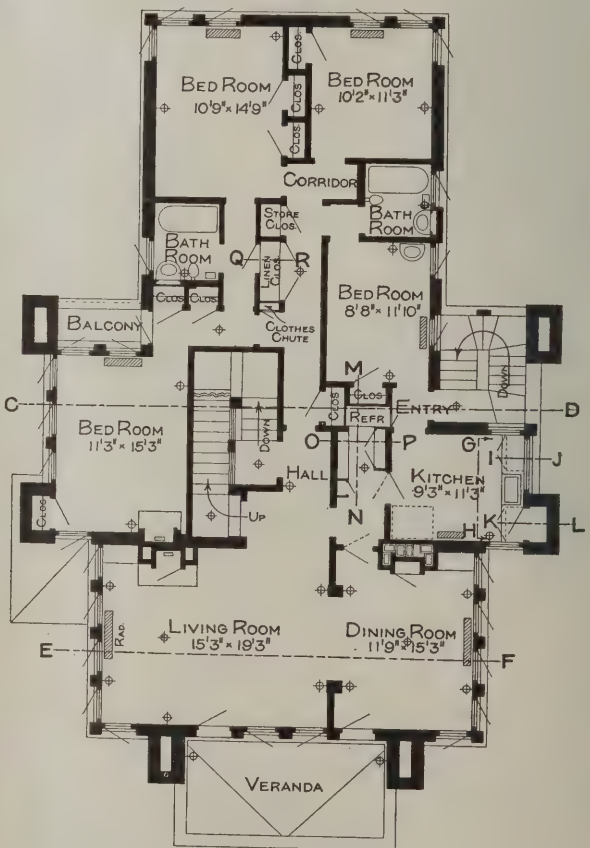 BED ROOM
10'9" x 14'9"
CLOS.
CLOS.
CLOS.
BED ROOM
10'2" x 11'3"
CORRIDOR
BATH
ROOM
STORE
CLOS.
BATH
ROOM
Q
R
LINEN
CLOS.
BED ROOM
8'8" x 11'10"
CLOS
CLOS
BALCONY
CLOTHES
CHUTE
M
DOWN
C
D
CLOS
CLOS
REFR
ENTRY
BED ROOM
11'3" x 15'3"
DOWN
O
P
G
HALL
KITCHEN
9'3" x 11'3"
I
J
CLOS
UP
N
H
K
L
LIVING ROOM
15'3" x 19'3"
DINING ROOM
11'9" x 15'3"
RAD.
E
F
VERANDA